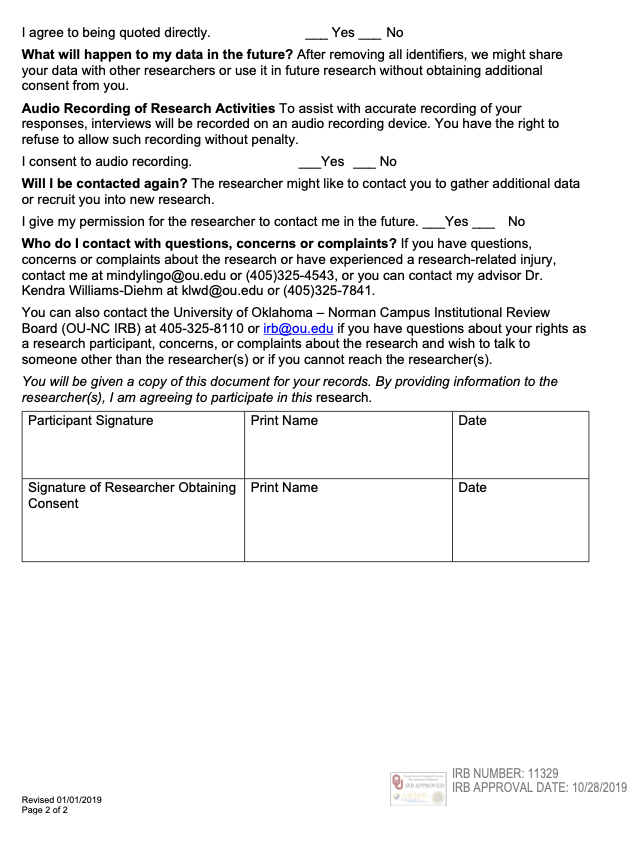 I agree to being quoted directly. ___ Yes ___ No
What will happen to my data in the future? After removing all identifiers, we might share
your data with other researchers or use it in future research without obtaining additional
consent from you.
Audio Recording of Research Activities To assist with accurate recording of your
responses, interviews will be recorded on an audio recording device. You have the right to
refuse to allow such recording without penalty.
I consent to audio recording. ___Yes ___ No
Will I be contacted again? The researcher might like to contact you to gather additional data
or recruit you into new research.
I give my permission for the researcher to contact me in the future. ___Yes ___ No
Who do I contact with questions, concerns or complaints? If you have questions,
concerns or complaints about the research or have experienced a research-related injury,
contact me at mindylingo@ou.edu or (405)325-4543, or you can contact my advisor Dr.
Kendra Williams-Diehm at klwd@ou.edu or (405)325-7841.
You can also contact the University of Oklahoma – Norman Campus Institutional Review
Board (OU-NC IRB) at 405-325-8110 or irb@ou.edu if you have questions about your rights as
a research participant, concerns, or complaints about the research and wish to talk to
someone other than the researcher(s) or if you cannot reach the researcher(s).
You will be given a copy of this document for your records. By providing information to the
researcher(s), I am agreeing to participate in this research.
Participant Signature Print Name Date
Signature of Researcher Obtaining Print Name Date
Consent
IRB APPROVED
IRB NUMBER: 11329
IRB APPROVAL DATE: 10/28/2019
Revised 01/01/2019
Page 2 of 2